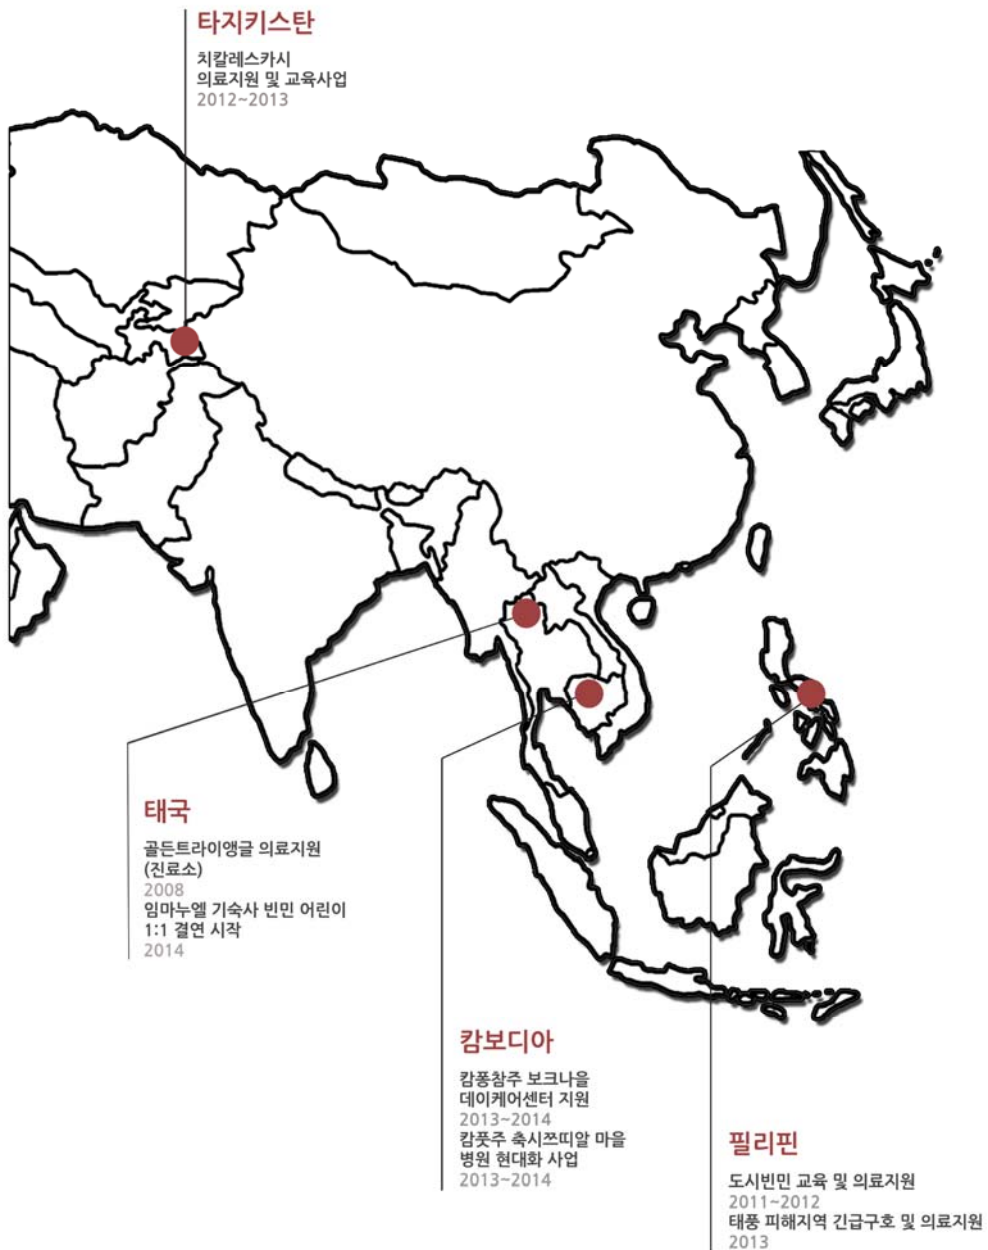 타지키스탄
치칼레스카시
의료지원 및 교육사업
2012~2013
태국
골든트라이앵글 의료지원
(진료소)
2008
임마누엘 기숙사 빈민 어린이
1:1 결연 시작
2014
캄보디아
캄퐁참주 보크나을
데이케어센터 지원
2013~2014
캄풋주 축시쯔띠알 마을
병원 현대화 사업
2013~2014
필리핀
도시빈민 교육 및 의료지원
2011~2012
태풍 피해지역 긴급구호 및 의료지원
2013